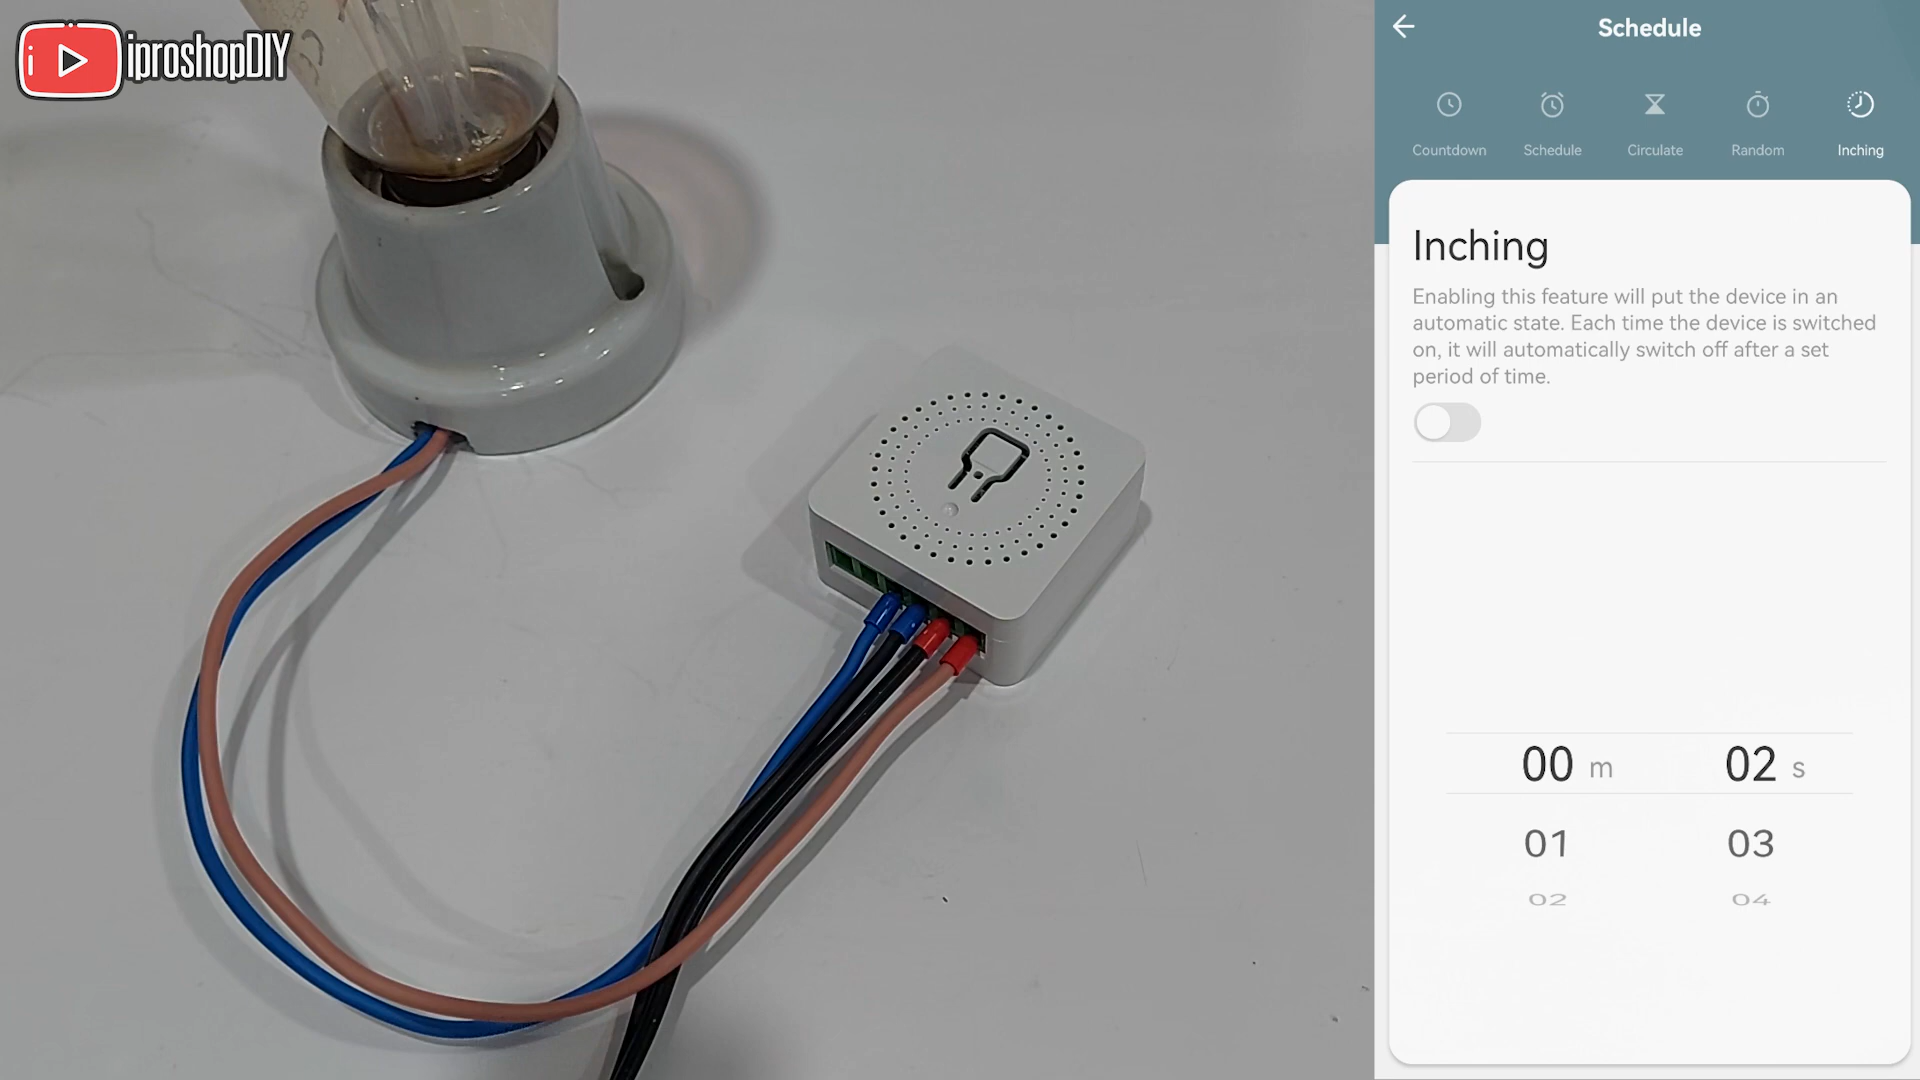 iproshopDIY
Schedule
Countdown
Schedule
Circulate
Random
Inching
Inching
Enabling this feature will put the device in an
automatic state. Each time the device is switched
on, it will automatically switch off after a set
period of time.
00 m 02 s
01 03
02 04